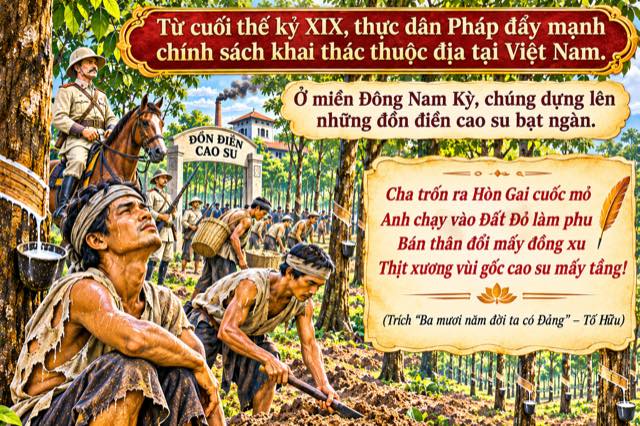 Từ cuối thế kỷ XIX, thực dân Pháp đẩy mạnh
chính sách khai thác thuộc địa tại Việt Nam.
Ở miền Đông Nam Kỳ, chúng dựng lên
những đồn điền cao su bạt ngàn.
ĐỒN ĐIỀN
CAO SU
Cha trốn ra Hòn Gai cuốc mỏ
Anh chạy vào Đất Đỏ làm phu
Bán thân đổi mấy đồng xu
Thịt xương vùi gốc cao su mấy tầng!
(Trích “Ba mươi năm đời ta có Đảng” – Tố Hữu)